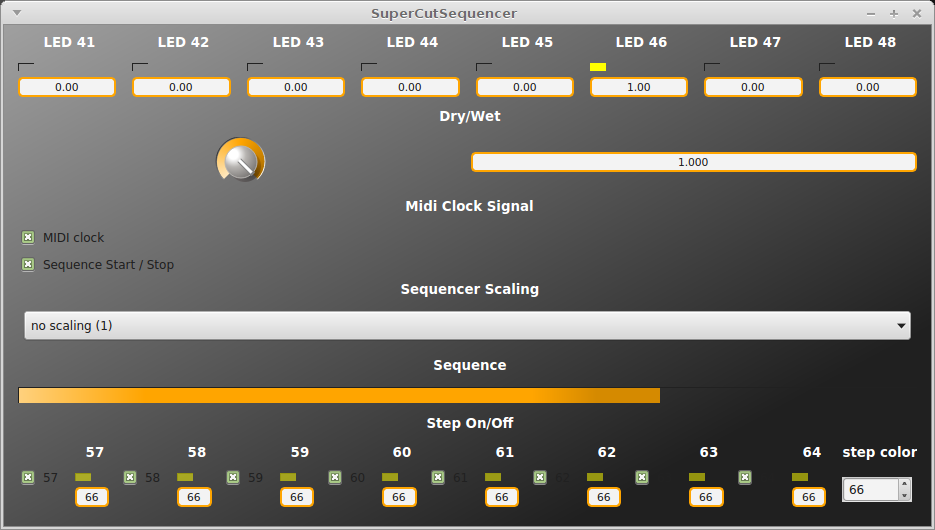 SuperCutSequencer
LED 41 LED 42 LED 43 LED 44 LED 45 LED 46 LED 47 LED 48
0.00 0.00 0.00 0.00 0.00 1.00 0.00 0.00
Dry/Wet
1.000
Midi Clock Signal
MIDI clock
Sequence Start / Stop
Sequencer Scaling
no scaling (1)
Sequence
Step On/Off
57 58 59 60 61 62 63 64 step color
57 58 59 60 61
66 66 66 66 66 66 66 66 66